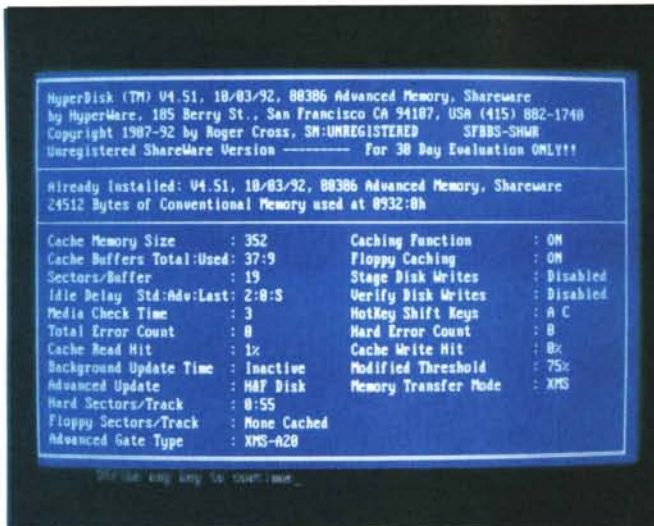 HyperDisk (TM) V4.51, 10/03/92, 80386 Advanced Memory, Shareware
by HyperWare, 185 Berry St., San Francisco CA 94107, USA (415) 882-1740
Copyright 1987-92 by Roger Cross, SN:UNREGISTERED SFBBS-SHWR
Unregistered ShareWare Version --------- For 30 Day Evaluation ONLY!!
Already Installed: V4.51, 10/03/92, 80386 Advanced Memory, Shareware
24512 Bytes of Conventional Memory used at 0932:0h
Cache Memory Size : 352 Caching Function : ON
Cache Buffers Total:Used: 37:9 Floppy Caching : ON
Sectors/Buffer : 19 Stage Disk Writes : Disabled
Idle Delay Std:Adv:Last: 2:0:S Verify Disk Writes : Disabled
Media Check Time : 3 HotKey Shift Keys : A C
Total Error Count : 0 Hard Error Count : 0
Cache Read Hit : 1% Cache Write Hit : 0%
Background Update Time : Inactive Modified Threshold : 75%
Advanced Update : H&F Disk Memory Transfer Mode : XMS
Hard Sectors/Track : 0:55
Floppy Sectors/Track : None Cached
Advanced Gate Type : XMS-A20
Strike any key to continue_